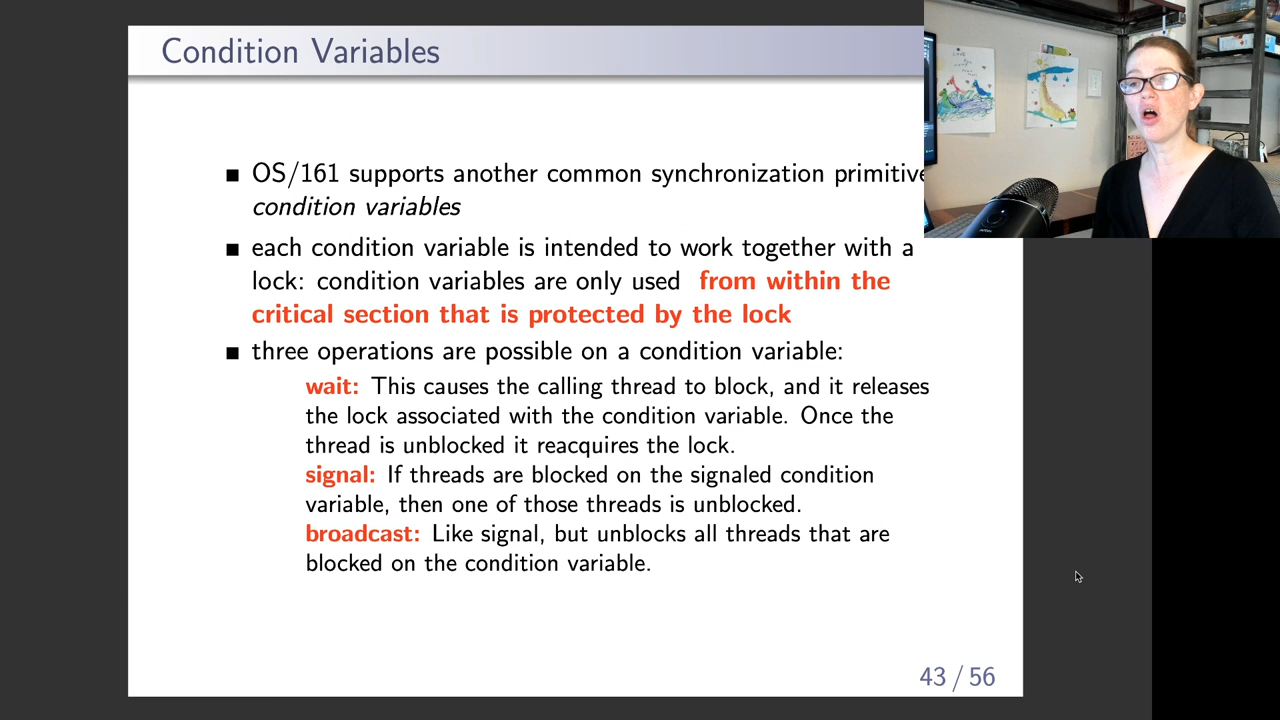 Condition Variables
■ OS/161 supports another common synchronization primitive
condition variables
■ each condition variable is intended to work together with a
lock: condition variables are only used from within the
critical section that is protected by the lock
■ three operations are possible on a condition variable:
wait: This causes the calling thread to block, and it releases
the lock associated with the condition variable. Once the
thread is unblocked it reacquires the lock.
signal: If threads are blocked on the signaled condition
variable, then one of those threads is unblocked.
broadcast: Like signal, but unblocks all threads that are
blocked on the condition variable.
43 / 56